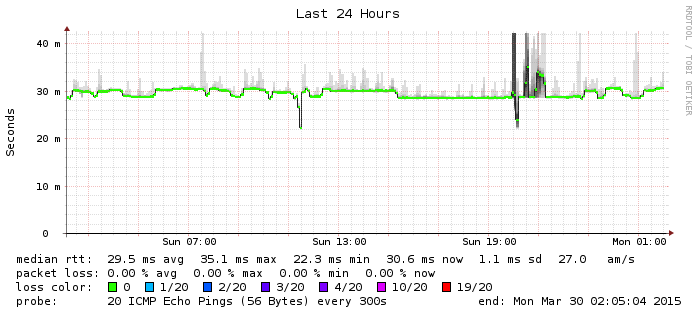 Last 24 Hours
RRDTOOL / TOBI OETIKER
Seconds
40 m
30 m
20 m
10 m
0
Sun 07:00 Sun 13:00 Sun 19:00 Mon 01:00
median rtt: 29.5 ms avg 35.1 ms max 22.3 ms min 30.6 ms now 1.1 ms sd 27.0 am/s
packet loss: 0.00 % avg 0.00 % max 0.00 % min 0.00 % now
loss color: 0 1/20 2/20 3/20 4/20 10/20 19/20
probe: 20 ICMP Echo Pings (56 Bytes) every 300s end: Mon Mar 30 02:05:04 2015